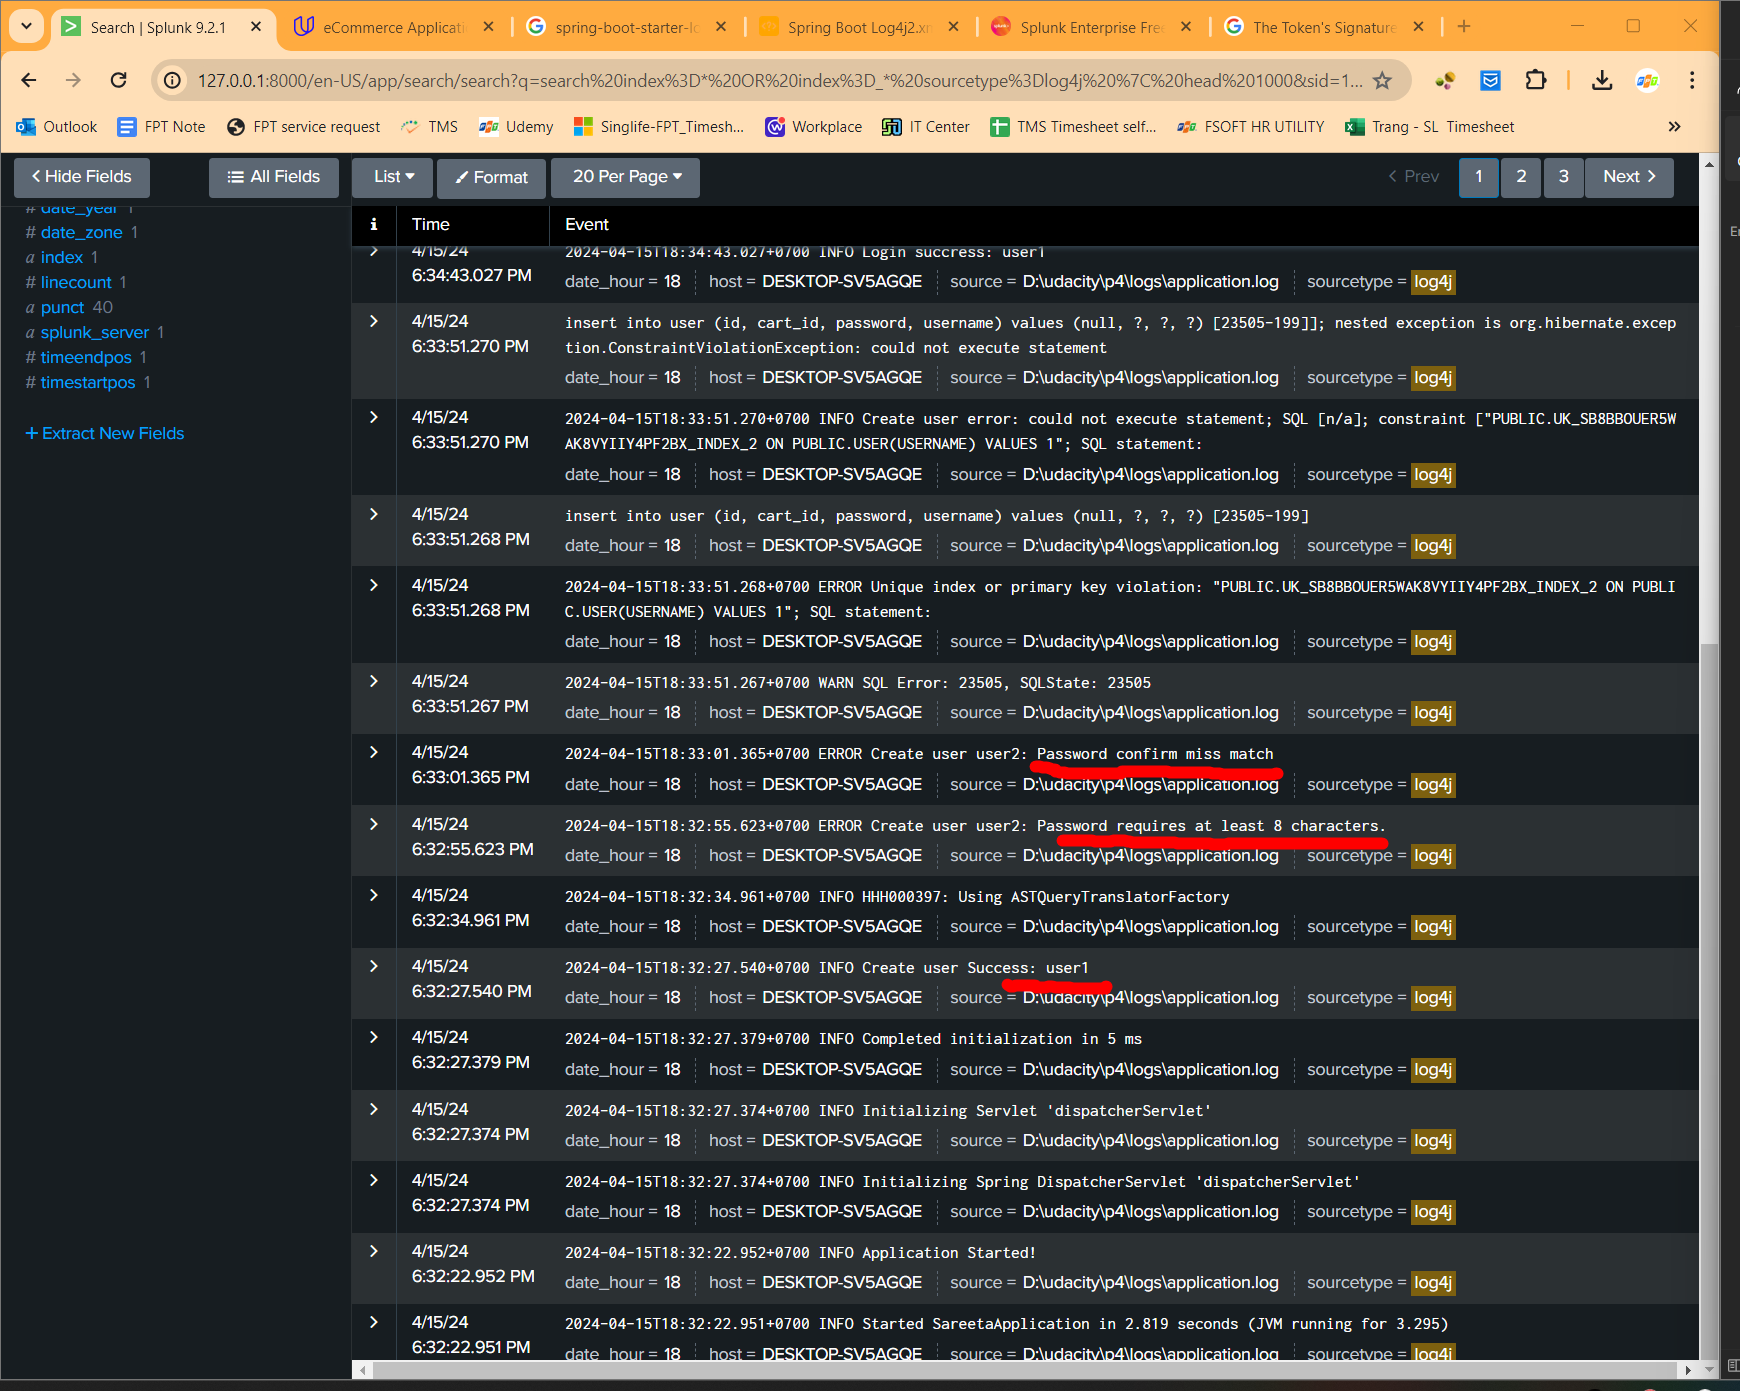 Search | Splunk 9.2.1
eCommerce Applicati
spring-boot-starter-lo
Spring Boot Log4j2.xm
Splunk Enterprise Free
The Token's Signature
127.0.0.1:8000/en-US/app/search/search?q=search%20index%3D*%20OR%20index%3D_*%20sourcetype%3Dlog4j%20%7C%20head%201000&sid=1...
Outlook
FPT Note
FPT service request
TMS
Udemy
Singlife-FPT_Timesh...
Workplace
IT Center
TMS Timesheet self...
FSOFT HR UTILITY
Trang - SL Timesheet
Hide Fields
All Fields
List
Format
20 Per Page
Prev
1
2
3
Next
# date_year 1
# date_zone 1
a index 1
# linecount 1
a punct 40
a splunk_server 1
# timeendpos 1
# timestartpos 1
+ Extract New Fields
i Time Event
4/15/24
6:34:43.027 PM
2024-04-15T18:34:43.027+0700 INFO Login succress: user1
date_hour = 18 host = DESKTOP-SV5AGQE source = D:\udacity\p4\logs\application.log sourcetype = log4j
4/15/24
6:33:51.270 PM
insert into user (id, cart_id, password, username) values (null, ?, ?, ?) [23505-199]]; nested exception is org.hibernate.excep
tion.ConstraintViolationException: could not execute statement
date_hour = 18 host = DESKTOP-SV5AGQE source = D:\udacity\p4\logs\application.log sourcetype = log4j
4/15/24
6:33:51.270 PM
2024-04-15T18:33:51.270+0700 INFO Create user error: could not execute statement; SQL [n/a]; constraint ["PUBLIC.UK_SB8BBOUER5W
AK8VYIIY4PF2BX_INDEX_2 ON PUBLIC.USER(USERNAME) VALUES 1"; SQL statement:
date_hour = 18 host = DESKTOP-SV5AGQE source = D:\udacity\p4\logs\application.log sourcetype = log4j
4/15/24
6:33:51.268 PM
insert into user (id, cart_id, password, username) values (null, ?, ?, ?) [23505-199]
date_hour = 18 host = DESKTOP-SV5AGQE source = D:\udacity\p4\logs\application.log sourcetype = log4j
4/15/24
6:33:51.268 PM
2024-04-15T18:33:51.268+0700 ERROR Unique index or primary key violation: "PUBLIC.UK_SB8BBOUER5WAK8VYIIY4PF2BX_INDEX_2 ON PUBLI
C.USER(USERNAME) VALUES 1"; SQL statement:
date_hour = 18 host = DESKTOP-SV5AGQE source = D:\udacity\p4\logs\application.log sourcetype = log4j
4/15/24
6:33:51.267 PM
2024-04-15T18:33:51.267+0700 WARN SQL Error: 23505, SQLState: 23505
date_hour = 18 host = DESKTOP-SV5AGQE source = D:\udacity\p4\logs\application.log sourcetype = log4j
4/15/24
6:33:01.365 PM
2024-04-15T18:33:01.365+0700 ERROR Create user user2: Password confirm miss match
date_hour = 18 host = DESKTOP-SV5AGQE source = D:\udacity\p4\logs\application.log sourcetype = log4j
4/15/24
6:32:55.623 PM
2024-04-15T18:32:55.623+0700 ERROR Create user user2: Password requires at least 8 characters.
date_hour = 18 host = DESKTOP-SV5AGQE source = D:\udacity\p4\logs\application.log sourcetype = log4j
4/15/24
6:32:34.961 PM
2024-04-15T18:32:34.961+0700 INFO HHH000397: Using ASTQueryTranslatorFactory
date_hour = 18 host = DESKTOP-SV5AGQE source = D:\udacity\p4\logs\application.log sourcetype = log4j
4/15/24
6:32:27.540 PM
2024-04-15T18:32:27.540+0700 INFO Create user Success: user1
date_hour = 18 host = DESKTOP-SV5AGQE source = D:\udacity\p4\logs\application.log sourcetype = log4j
4/15/24
6:32:27.379 PM
2024-04-15T18:32:27.379+0700 INFO Completed initialization in 5 ms
date_hour = 18 host = DESKTOP-SV5AGQE source = D:\udacity\p4\logs\application.log sourcetype = log4j
4/15/24
6:32:27.374 PM
2024-04-15T18:32:27.374+0700 INFO Initializing Servlet 'dispatcherServlet'
date_hour = 18 host = DESKTOP-SV5AGQE source = D:\udacity\p4\logs\application.log sourcetype = log4j
4/15/24
6:32:27.374 PM
2024-04-15T18:32:27.374+0700 INFO Initializing Spring DispatcherServlet 'dispatcherServlet'
date_hour = 18 host = DESKTOP-SV5AGQE source = D:\udacity\p4\logs\application.log sourcetype = log4j
4/15/24
6:32:22.952 PM
2024-04-15T18:32:22.952+0700 INFO Application Started!
date_hour = 18 host = DESKTOP-SV5AGQE source = D:\udacity\p4\logs\application.log sourcetype = log4j
4/15/24
6:32:22.951 PM
2024-04-15T18:32:22.951+0700 INFO Started SareetaApplication in 2.819 seconds (JVM running for 3.295)
date_hour = 18 host = DESKTOP-SV5AGQE source = D:\udacity\p4\logs\application.log sourcetype = log4j